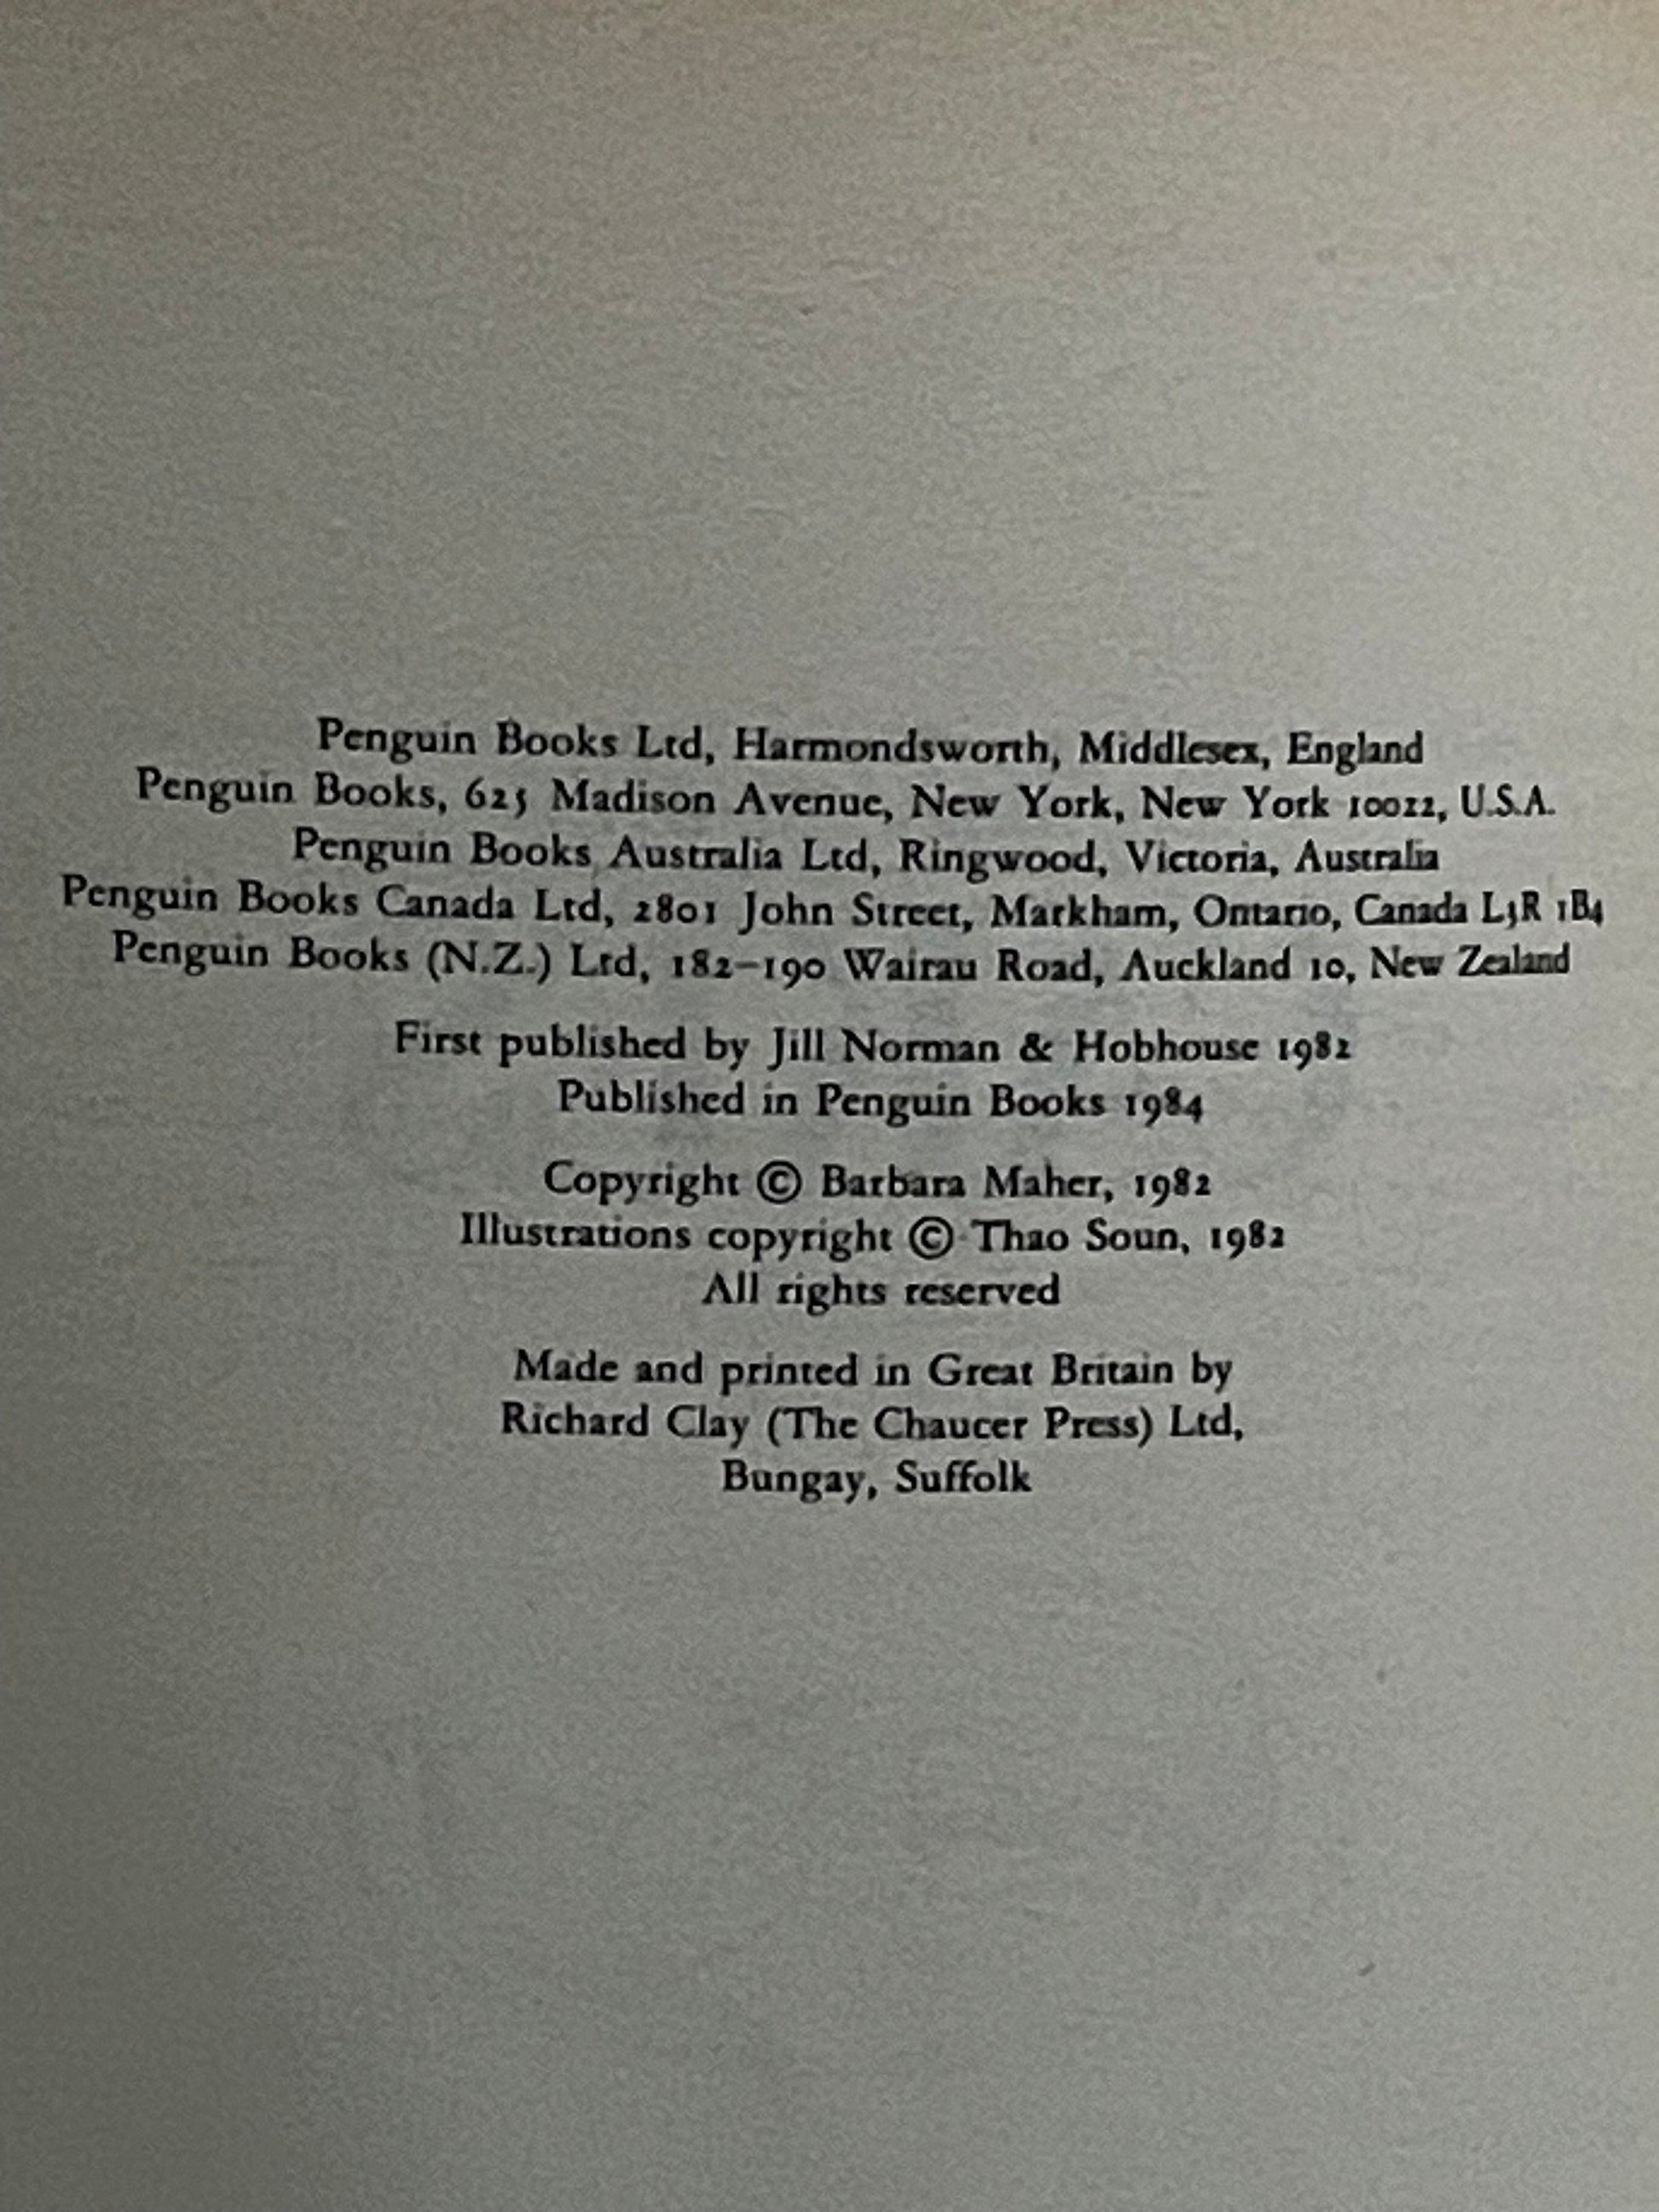 Penguin Books Ltd, Harmondsworth, Middlesex, England
Penguin Books, 625 Madison Avenue, New York, New York 10022, U.S.A.
Penguin Books Australia Ltd, Ringwood, Victoria, Australia
Penguin Books Canada Ltd, 2801 John Street, Markham, Ontario, Canada L3R 1B4
Penguin Books (N.Z.) Ltd, 182–190 Wairau Road, Auckland 10, New Zealand
First published by Jill Norman & Hobhouse 1982
Published in Penguin Books 1984
Copyright © Barbara Maher, 1982
Illustrations copyright © Thao Soun, 1982
All rights reserved
Made and printed in Great Britain by
Richard Clay (The Chaucer Press) Ltd,
Bungay, Suffolk